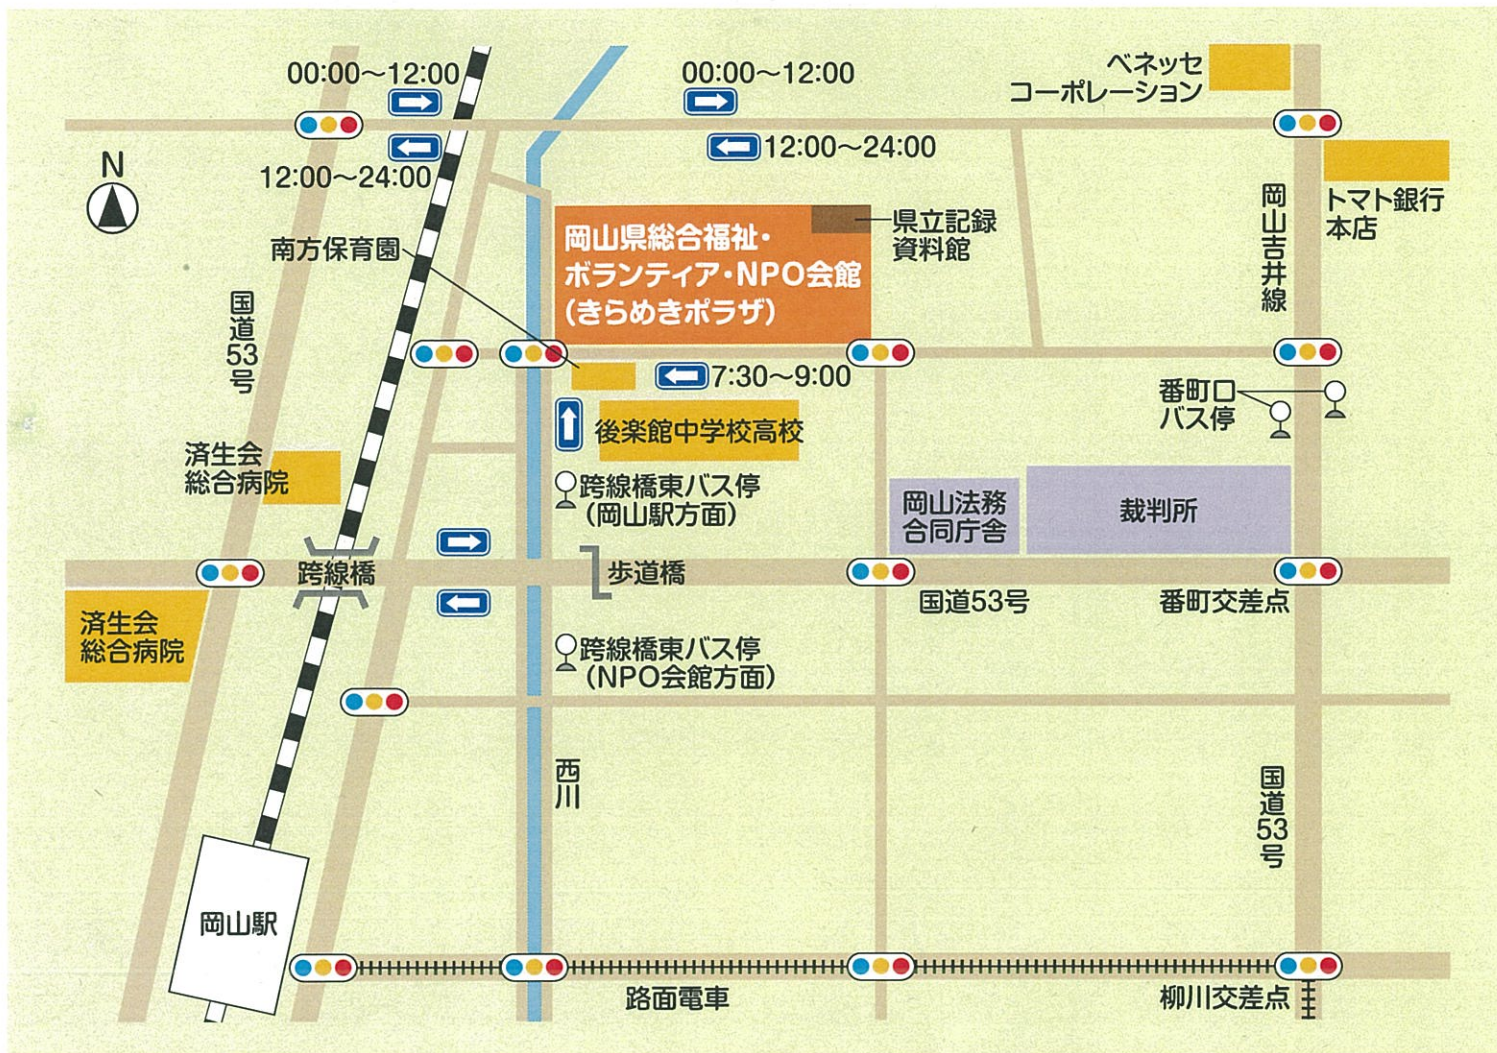 00:00〜12:00
12:00〜24:00
00:00〜12:00
12:00〜24:00
ベネッセ
コーポレーション
トマト銀行
本店
N
岡山吉井線
南方保育園
岡山県総合福祉・
ボランティア・NPO会館
(きらめきポラザ)
県立記録
資料館
国道53号
7:30〜9:00
番町口
バス停
後楽館中学校高校
済生会
総合病院
跨線橋東バス停
(岡山駅方面)
岡山法務
合同庁舎
裁判所
跨線橋
歩道橋
国道53号
番町交差点
済生会
総合病院
跨線橋東バス停
(NPO会館方面)
西川
国道53号
岡山駅
路面電車
柳川交差点